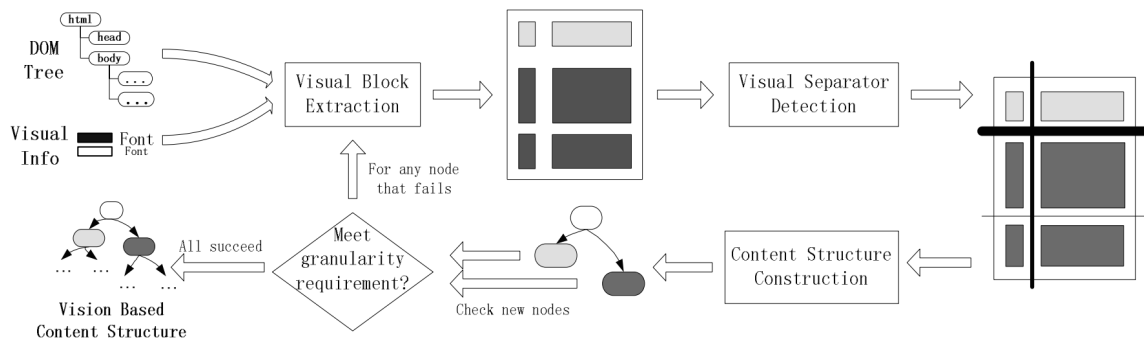 html
head
body
...
...
DOM
Tree
Visual
Info
Font
Font
Visual Block
Extraction
Visual Separator
Detection
For any node
that fails
Content Structure
Construction
Check new nodes
Meet
granularity
requirement?
All succeed
... ...
... ...
Vision Based
Content Structure